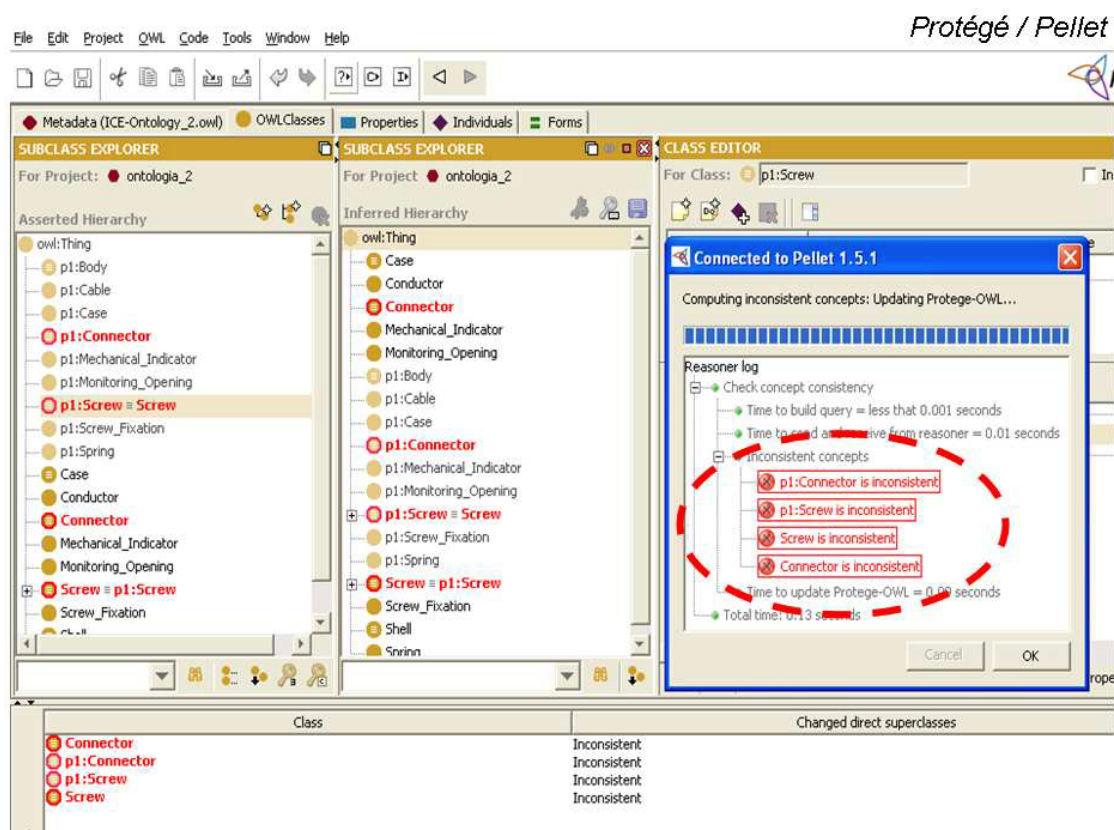 Protégé / Pellet
File Edit Project OWL Code Tools Window Help
Metadata (ICE-Ontology_2.owl) OWLClasses Properties Individuals Forms
SUBCLASS EXPLORER
For Project: ontologia_2
Asserted Hierarchy
owl:Thing
p1:Body
p1:Cable
p1:Case
p1:Connector
p1:Mechanical_Indicator
p1:Monitoring_Opening
p1:Screw ≡ Screw
p1:Screw_Fixation
p1:Spring
Case
Conductor
Connector
Mechanical_Indicator
Monitoring_Opening
Screw ≡ p1:Screw
Screw_Fixation
Shell
SUBCLASS EXPLORER
For Project ontologia_2
Inferred Hierarchy
owl:Thing
Case
Conductor
Connector
Mechanical_Indicator
Monitoring_Opening
p1:Body
p1:Cable
p1:Case
p1:Connector
p1:Mechanical_Indicator
p1:Monitoring_Opening
p1:Screw ≡ Screw
p1:Screw_Fixation
p1:Spring
Screw ≡ p1:Screw
Screw_Fixation
Shell
Spring
CLASS EDITOR
For Class: p1:Screw In
Connected to Pellet 1.5.1
Computing inconsistent concepts: Updating Protege-OWL...
Reasoner log
Check concept consistency
Time to build query = less that 0.001 seconds
Time to send and receive from reasoner = 0.01 seconds
Inconsistent concepts
p1:Connector is inconsistent
p1:Screw is inconsistent
Screw is inconsistent
Connector is inconsistent
Time to update Protege-OWL = 0.09 seconds
Total time: 0.13 seconds
Cancel OK
Class Changed direct superclasses
Connector Inconsistent
p1:Connector Inconsistent
p1:Screw Inconsistent
Screw Inconsistent